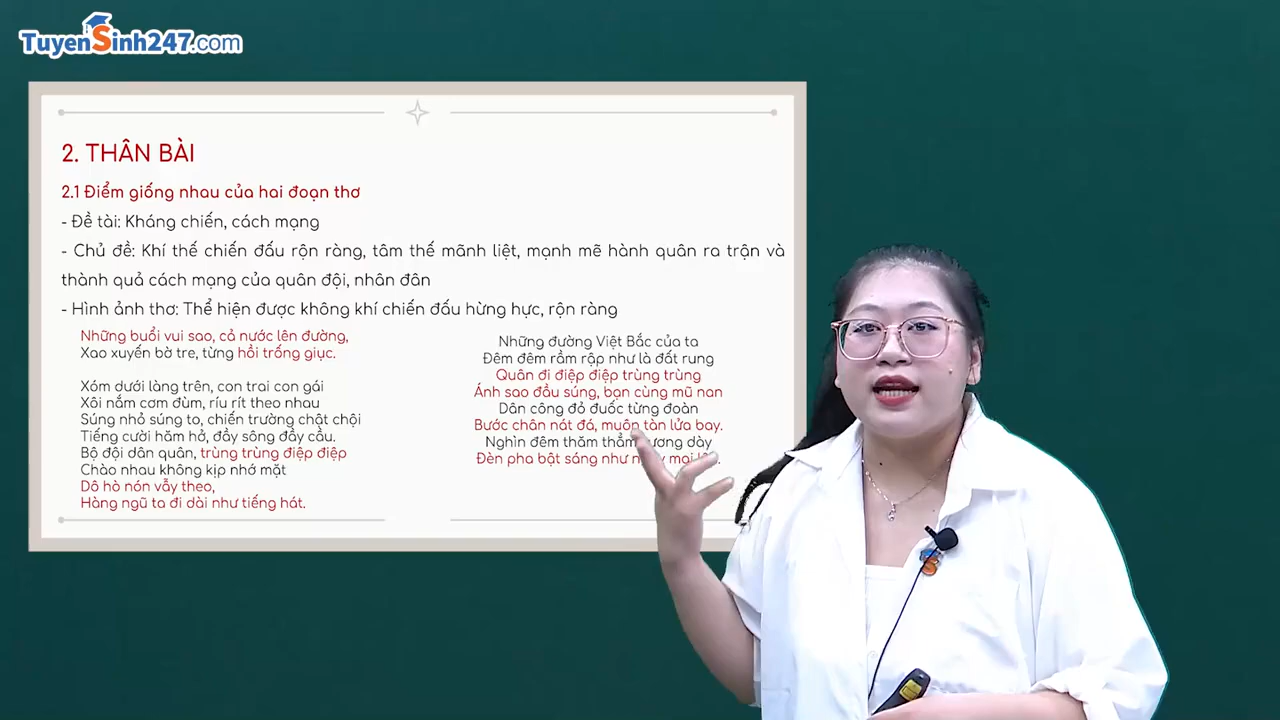 TuyenSinh247.com
2. THÂN BÀI
2.1 Điểm giống nhau của hai đoạn thơ
- Đề tài: Kháng chiến, cách mạng
- Chủ đề: Khí thế chiến đấu rộn ràng, tâm thế mãnh liệt, mạnh mẽ hành quân ra trận và
thành quả cách mạng của quân đội, nhân đân
- Hình ảnh thơ: Thể hiện được không khí chiến đấu hừng hực, rộn ràng
Những buổi vui sao, cả nước lên đường,
Xao xuyến bờ tre, từng hồi trống giục.
Xóm dưới làng trên, con trai con gái
Xôi nắm cơm đùm, ríu rít theo nhau
Súng nhỏ súng to, chiến trường chật chội
Tiếng cười hăm hở, đầy sông đầy cầu.
Bộ đội dân quân, trùng trùng điệp điệp
Chào nhau không kịp nhớ mặt
Dô hò nón vẫy theo,
Hàng ngũ ta đi dài như tiếng hát.
Những đường Việt Bắc của ta
Đêm đêm rầm rập như là đất rung
Quân đi điệp điệp trùng trùng
Ánh sao đầu súng, bạn cùng mũ nan
Dân công đỏ đuốc từng đoàn
Bước chân nát đá, muôn tàn lửa bay.
Nghìn đêm thăm thẳm sương dày
Đèn pha bật sáng như mai